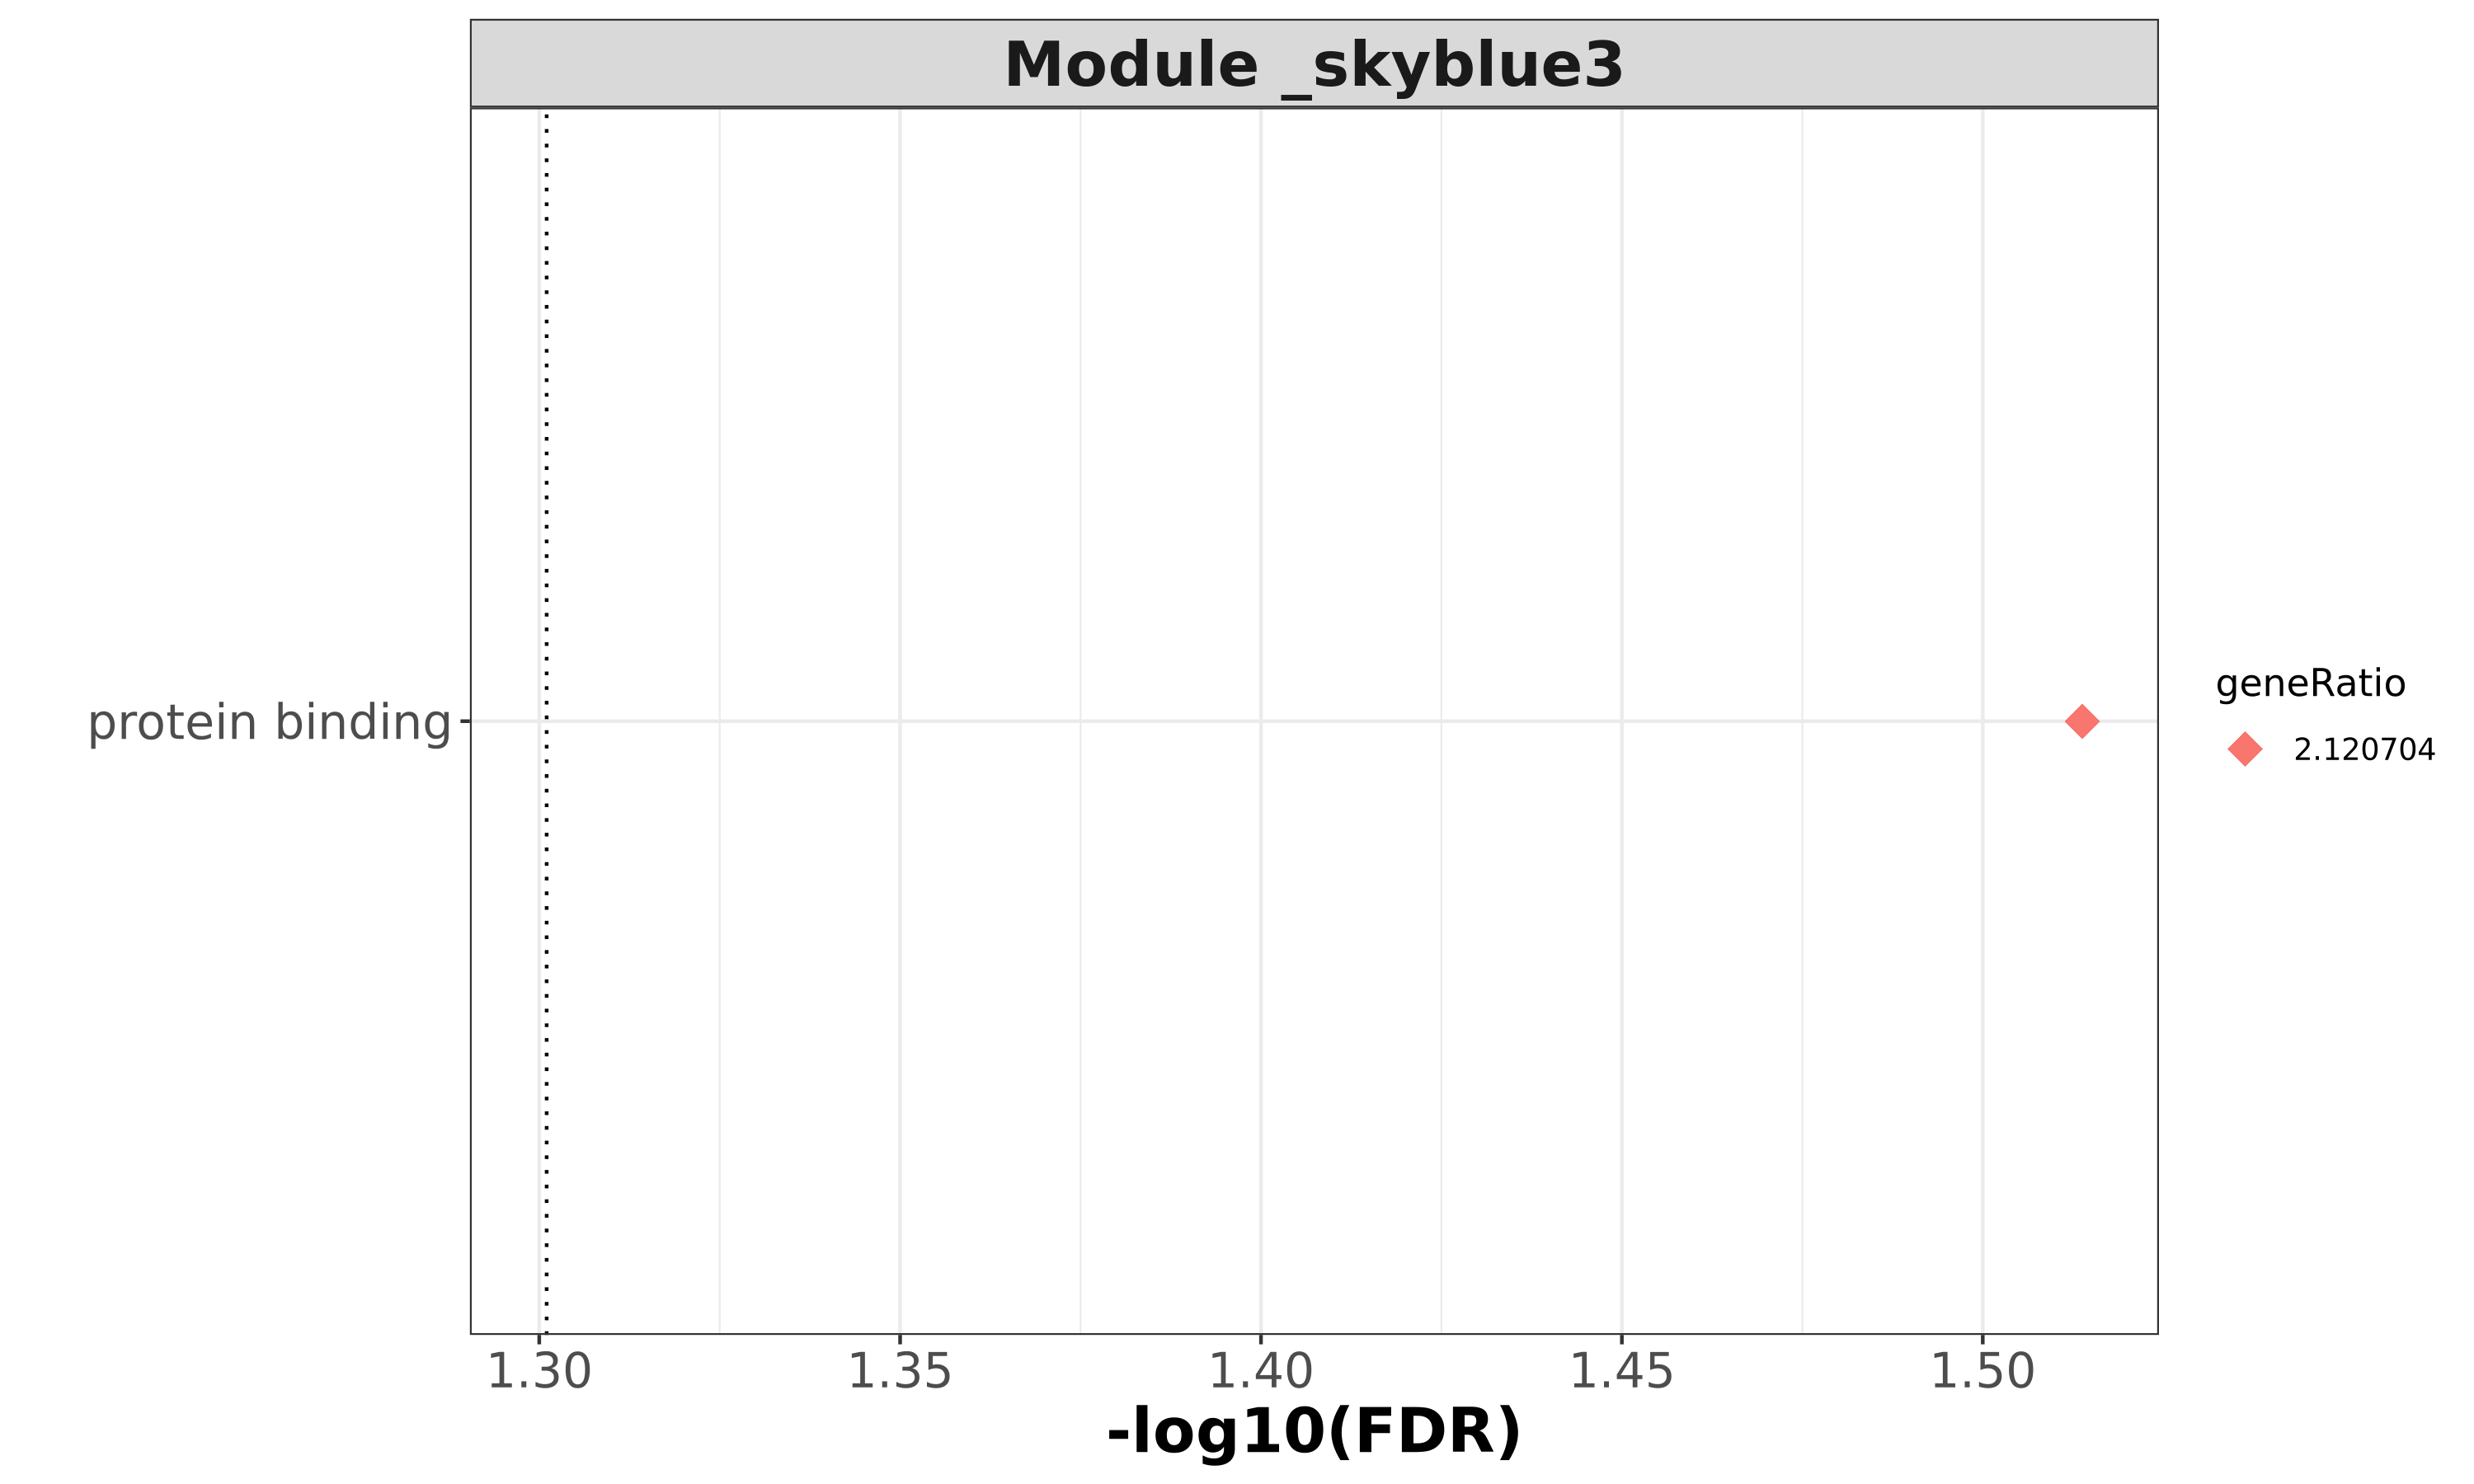 Module _skyblue3
protein binding
geneRatio
2.120704
1.30 1.35 1.40 1.45 1.50
-log10(FDR)